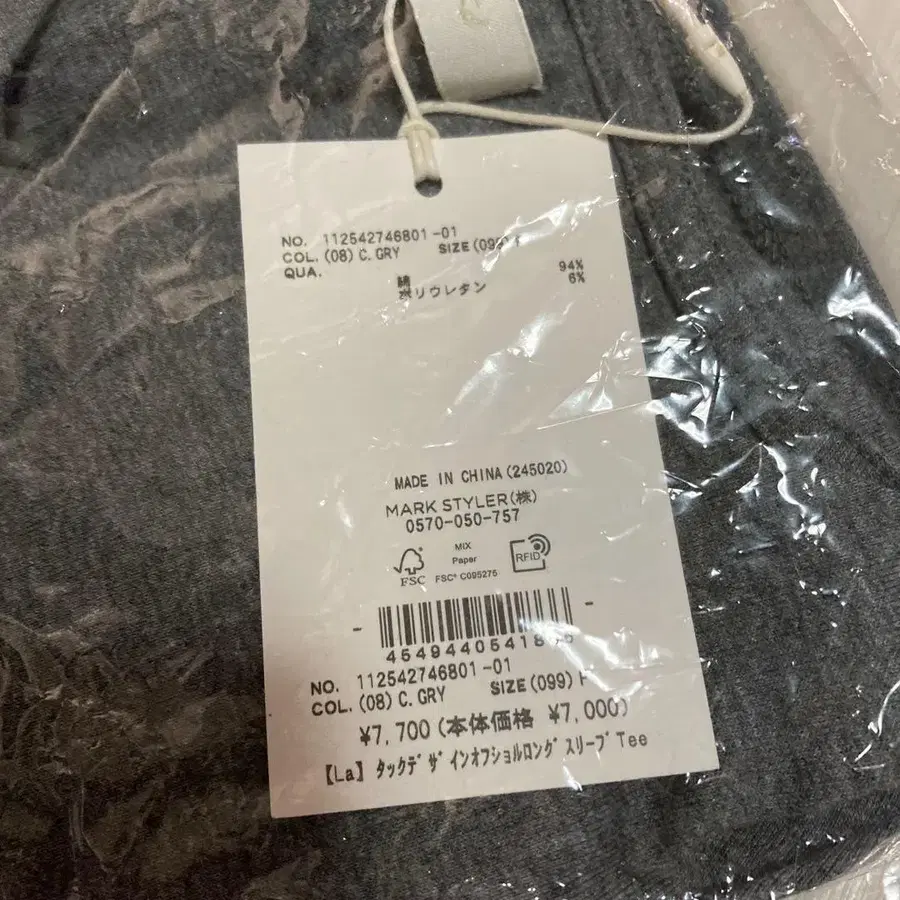 NO. 112542746801-01
COL. (08) C. GRY SIZE (099) F
QUA.
綿 94%
ポリウレタン 6%
MADE IN CHINA (245020)
MARK STYLER(株)
0570-050-757
FSC
MIX
Paper
FSC® C095275
RFID
NO. 112542746801-01
COL. (08) C. GRY SIZE (099) F
¥7,700 (本体価格 ¥7,000)
【La】タックデザインオフショルロングスリーブTee